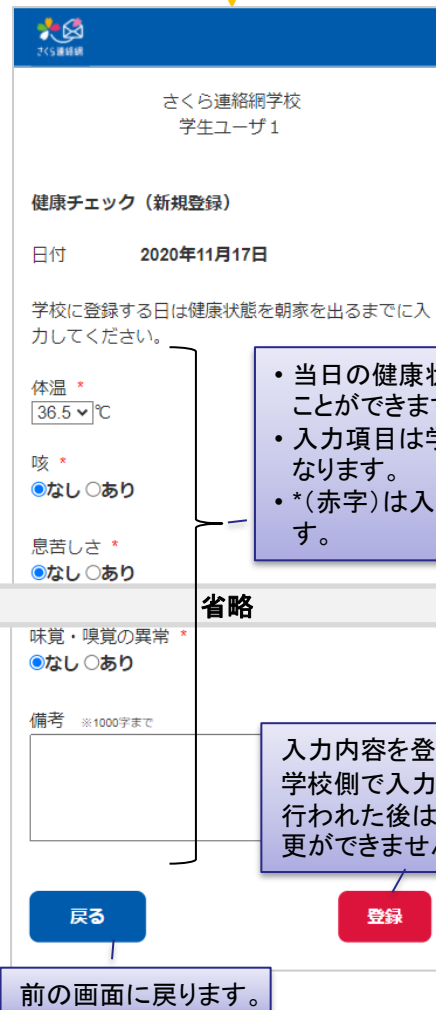 さくら連絡網
さくら連絡網学校
学生ユーザ1
健康チェック（新規登録）
日付 2020年11月17日
学校に登録する日は健康状態を朝家を出るまでに入
力してください。
体温 *
36.5 ℃
咳 *
なし あり
息苦しさ *
なし あり
・当日の健康状
ことができま
・入力項目は学
なります。
・*(赤字)は入
す。
省略
味覚・嗅覚の異常 *
なし あり
備考 ※1000字まで
入力内容を登
学校側で入力
行われた後は
更ができません
戻る
登録
前の画面に戻ります。